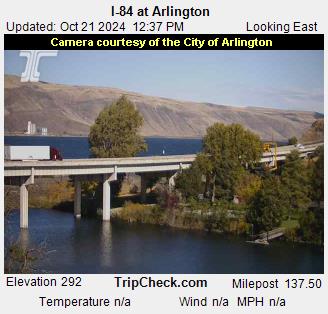 I-84 at Arlington
Updated: Oct 21 2024 12:37 PM Looking East
Camera courtesy of the City of Arlington
Elevation 292 TripCheck.com Milepost 137.50
Temperature n/a Wind n/a MPH n/a